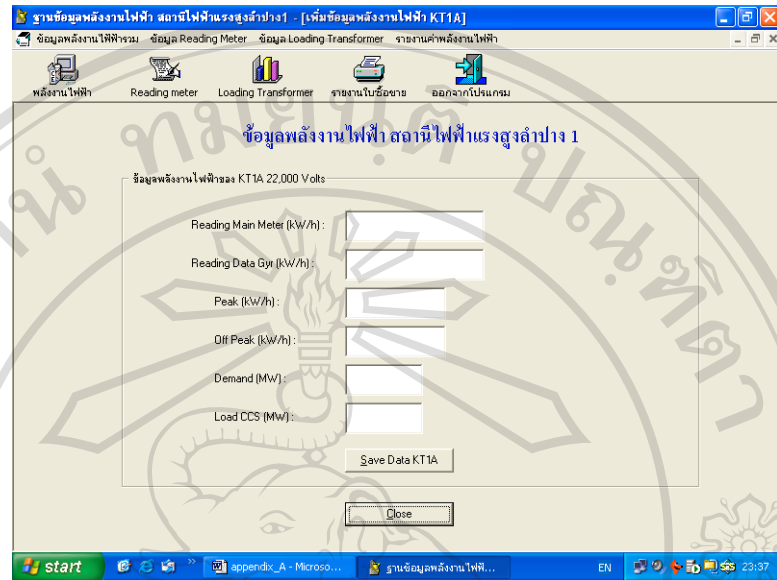 ฐานข้อมูลพลังงานไฟฟ้า สถานีไฟฟ้าแรงสูงลำปาง1 - [เพิ่มข้อมูลพลังงานไฟฟ้า KT1A]
ข้อมูลพลังงานไฟฟ้ารวม ข้อมูล Reading Meter ข้อมูล Loading Transformer รายงานค่าพลังงานไฟฟ้า
พลังงานไฟฟ้า Reading meter Loading Transformer รายงานใบซื้อขาย ออกจากโปรแกรม
ข้อมูลพลังงานไฟฟ้า สถานีไฟฟ้าแรงสูงลำปาง 1
ข้อมูลพลังงานไฟฟ้าของ KT1A 22,000 Volts
Reading Main Meter (kW/h) :
Reading Data Gyr (kW/h) :
Peak (kW/h) :
Off Peak (kW/h) :
Demand (MW) :
Load CCS (MW) :
Save Data KT1A
Close
start appendix_A - Microso... ฐานข้อมูลพลังงานไฟฟ้... EN 23:37